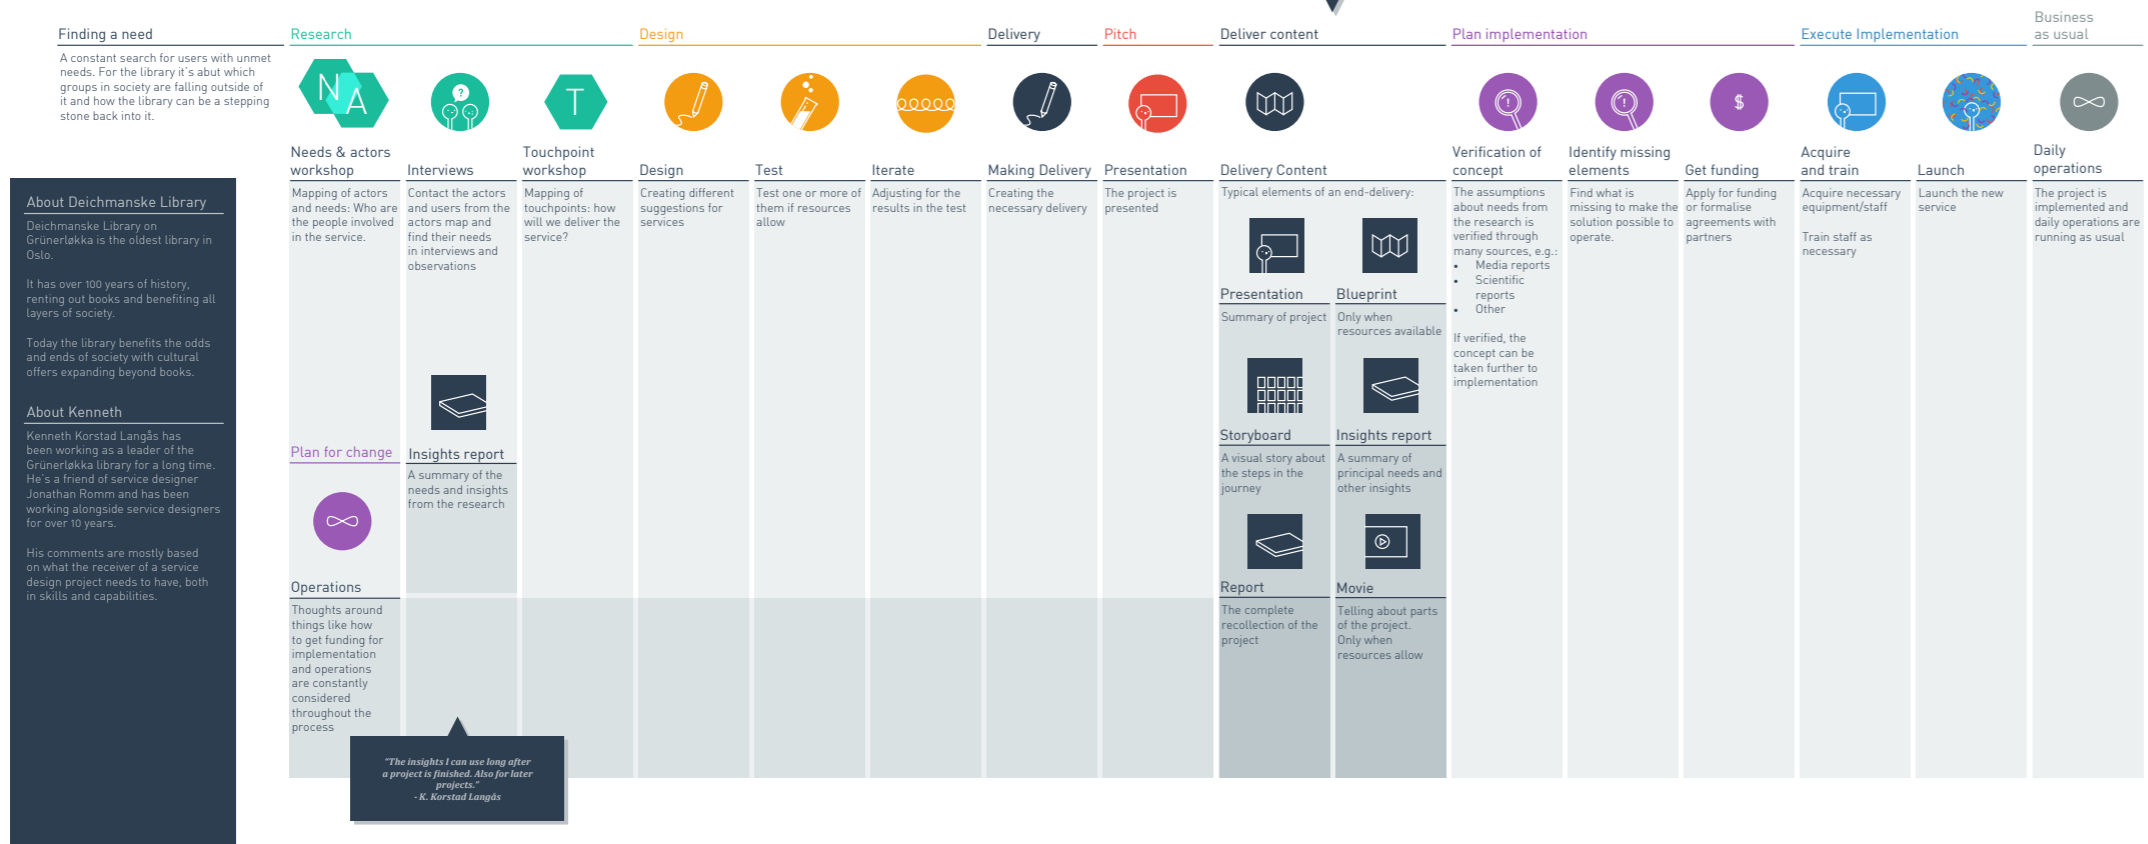 Finding a need
A constant search for users with unmet
needs. For the library it's abut which
groups in society are falling outside of
it and how the library can be a stepping
stone back into it.
About Deichmanske Library
Deichmanske Library on
Grünerløkka is the oldest library in
Oslo.
It has over 100 years of history,
renting out books and benefiting all
layers of society.
Today the library benefits the odds
and ends of society with cultural
offers expanding beyond books.
About Kenneth
Kenneth Korstad Langås has
been working as a leader of the
Grünerløkka library for a long time.
He's a friend of service designer
Jonathan Romm and has been
working alongside service designers
for over 10 years.
His comments are mostly based
on what the receiver of a service
design project needs to have, both
in skills and capabilities.
Research
N A
Needs & actors
workshop
Mapping of actors
and needs: Who are
the people involved
in the service.
Plan for change
Operations
Thoughts around
things like how
to get funding for
implementation
and operations
are constantly
considered
throughout the
process
?
Interviews
Contact the actors
and users from the
actors map and
find their needs
in interviews and
observations
Insights report
A summary of the
needs and insights
from the research
"The insights I can use long after
a project is finished. Also for later
projects."
- K. Korstad Langås
T
Touchpoint
workshop
Mapping of
touchpoints: how
will we deliver the
service?
Design
Design
Creating different
suggestions for
services
Test
Test one or more of
them if resources
allow
Iterate
Adjusting for the
results in the test
Delivery
Making Delivery
Creating the
necessary delivery
Pitch
Presentation
The project is
presented
Deliver content
Delivery Content
Typical elements of an end-delivery:
Presentation
Summary of project
Blueprint
Only when
resources available
Storyboard
A visual story about
the steps in the
journey
Insights report
A summary of
principal needs and
other insights
Report
The complete
recollection of the
project
Movie
Telling about parts
of the project.
Only when
resources allow
Plan implementation
!
Verification of
concept
The assumptions
about needs from
the research is
verified through
many sources, e.g.:
• Media reports
• Scientific
reports
• Other
If verified, the
concept can be
taken further to
implementation
!
Identify missing
elements
Find what is
missing to make the
solution possible to
operate.
$
Get funding
Apply for funding
or formalise
agreements with
partners
Execute Implementation
Acquire
and train
Acquire necessary
equipment/staff
Train staff as
necessary
Launch
Launch the new
service
Business
as usual
Daily
operations
The project is
implemented and
daily operations are
running as usual